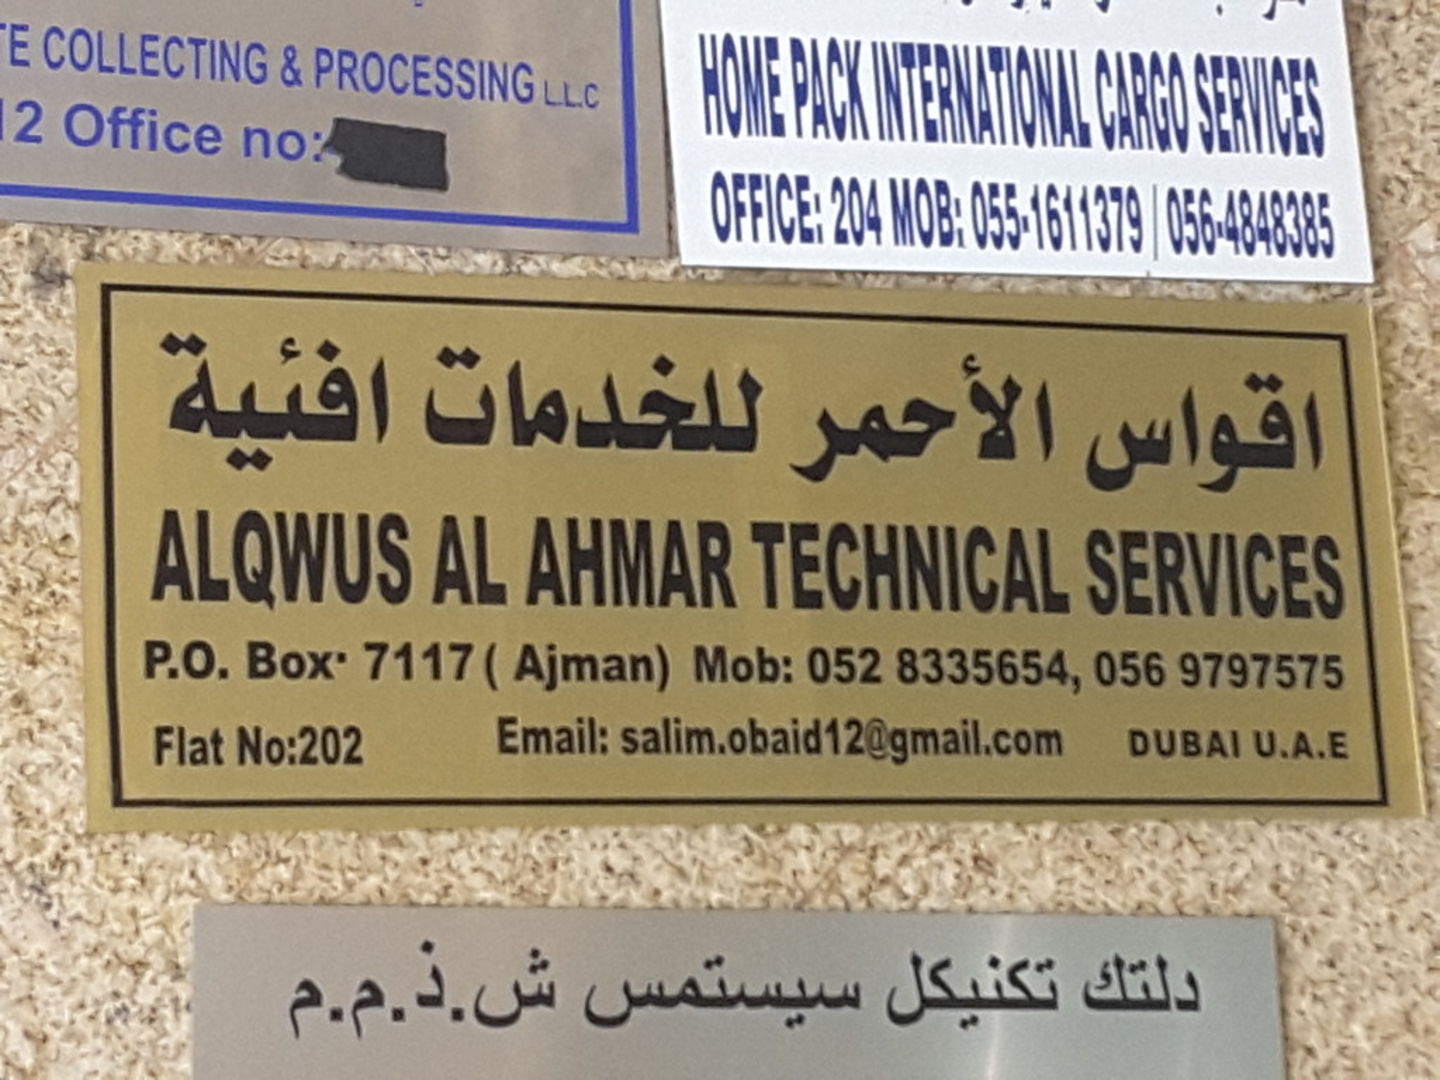 TE COLLECTING & PROCESSING L.L.C
12 Office no:
HOME PACK INTERNATIONAL CARGO SERVICES
OFFICE: 204 MOB: 055-1611379 | 056-4848385
اقواس الأحمر للخدمات افئية
ALQWUS AL AHMAR TECHNICAL SERVICES
P.O. Box: 7117 ( Ajman) Mob: 052 8335654, 056 9797575
Flat No:202 Email: salim.obaid12@gmail.com DUBAI U.A.E
دلتك تكنيكل سيستمس ش.ذ.م.م